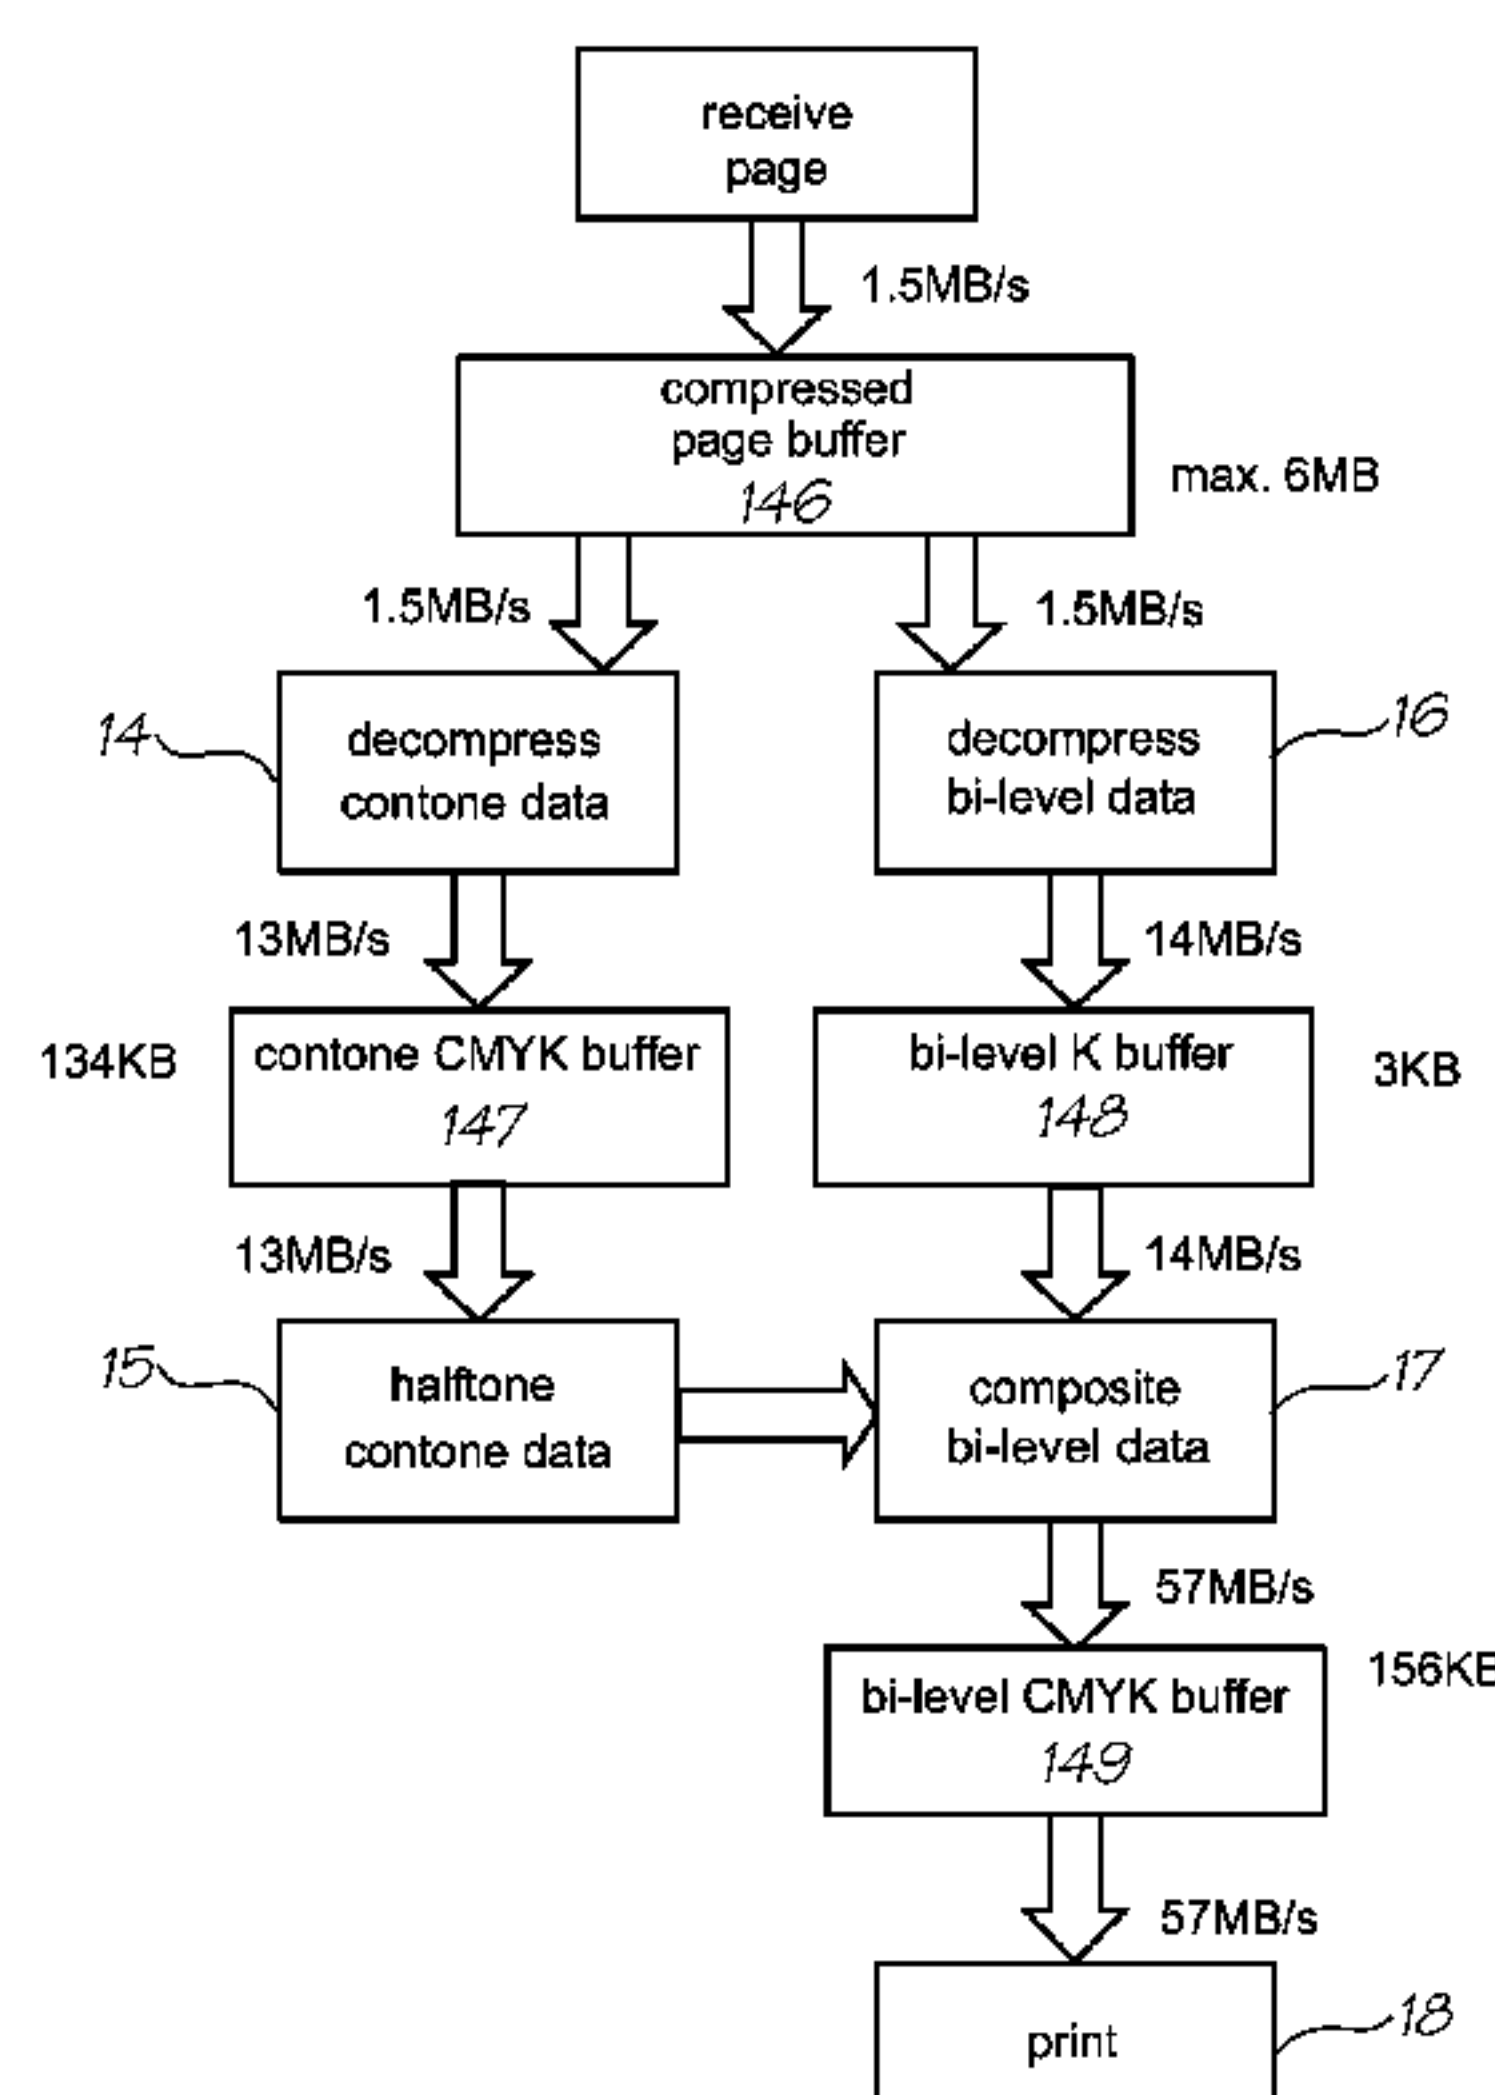 receive
page
1.5MB/s
compressed
page buffer
146
max. 6MB
1.5MB/s
1.5MB/s
14
decompress
contone data
decompress
bi-level data
16
13MB/s
14MB/s
134KB
contone CMYK buffer
147
bi-level K buffer
148
3KB
13MB/s
14MB/s
15
halftone
contone data
composite
bi-level data
17
57MB/s
156KB
bi-level CMYK buffer
149
57MB/s
print
18